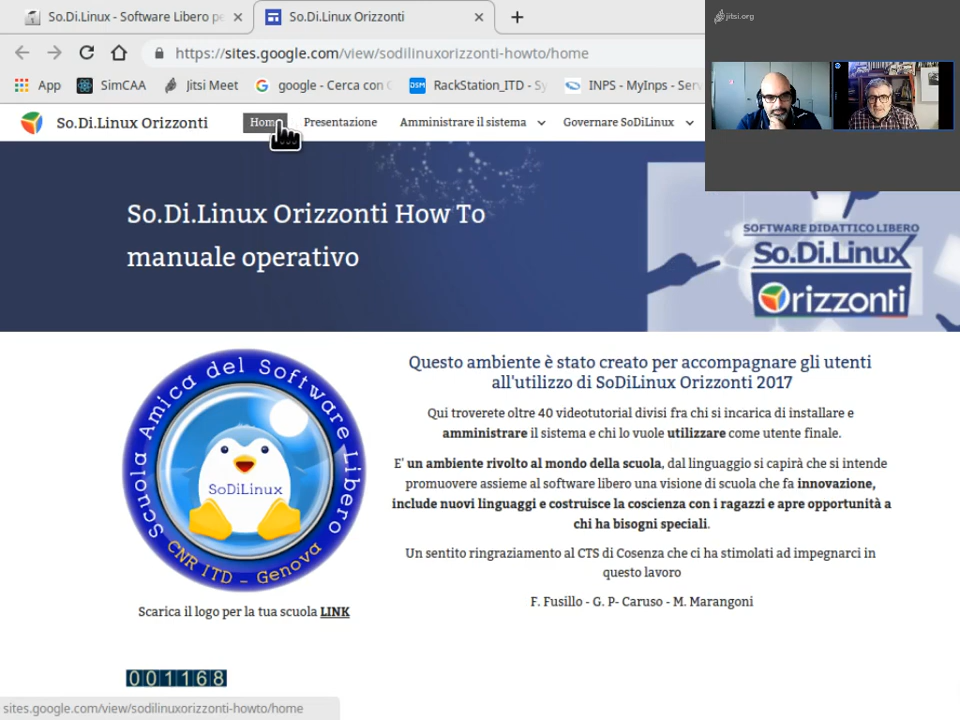 So.Di.Linux - Software Libero pe
So.Di.Linux Orizzonti
https://sites.google.com/view/sodilinuxorizzonti-howto/home
App
SimCAA
Jitsi Meet
google - Cerca con G
DSM
RackStation_ITD - Sy
INPS - MyInps - Serv
jitsi.org
So.Di.Linux Orizzonti
Home
Presentazione
Amministrare il sistema
Governare SoDiLinux
So.Di.Linux Orizzonti How To
manuale operativo
SOFTWARE DIDATTICO LIBERO
So.Di.Linux
Orizzonti
Scuola Amica del Software Libero
SoDiLinux
CNR ITD - Genova
Scarica il logo per la tua scuola LINK
001168
Questo ambiente è stato creato per accompagnare gli utenti
all'utilizzo di SoDiLinux Orizzonti 2017
Qui troverete oltre 40 videotutorial divisi fra chi si incarica di installare e
amministrare il sistema e chi lo vuole utilizzare come utente finale.
E' un ambiente rivolto al mondo della scuola, dal linguaggio si capirà che si intende
promuovere assieme al software libero una visione di scuola che fa innovazione,
include nuovi linguaggi e costruisce la coscienza con i ragazzi e apre opportunità a
chi ha bisogni speciali.
Un sentito ringraziamento al CTS di Cosenza che ci ha stimolati ad impegnarci in
questo lavoro
F. Fusillo - G. P- Caruso - M. Marangoni
sites.google.com/view/sodilinuxorizzonti-howto/home